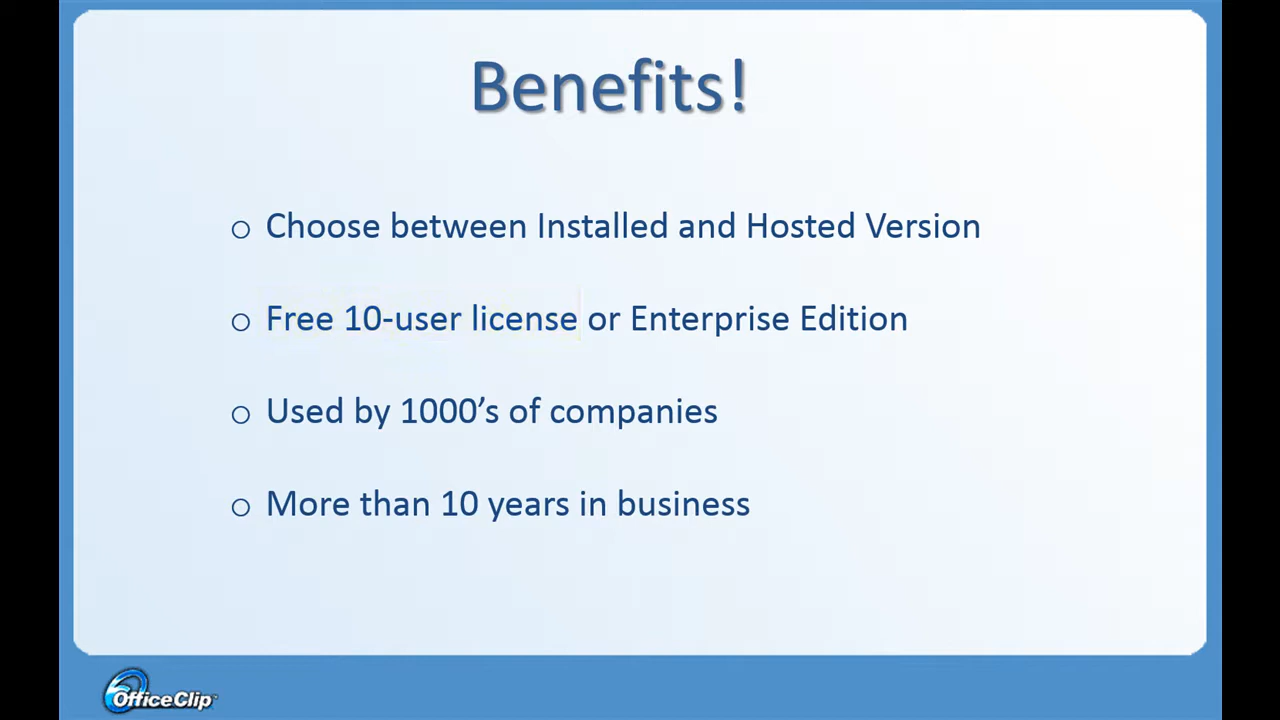 Benefits!
o Choose between Installed and Hosted Version
o Free 10-user license or Enterprise Edition
o Used by 1000’s of companies
o More than 10 years in business
OfficeClip